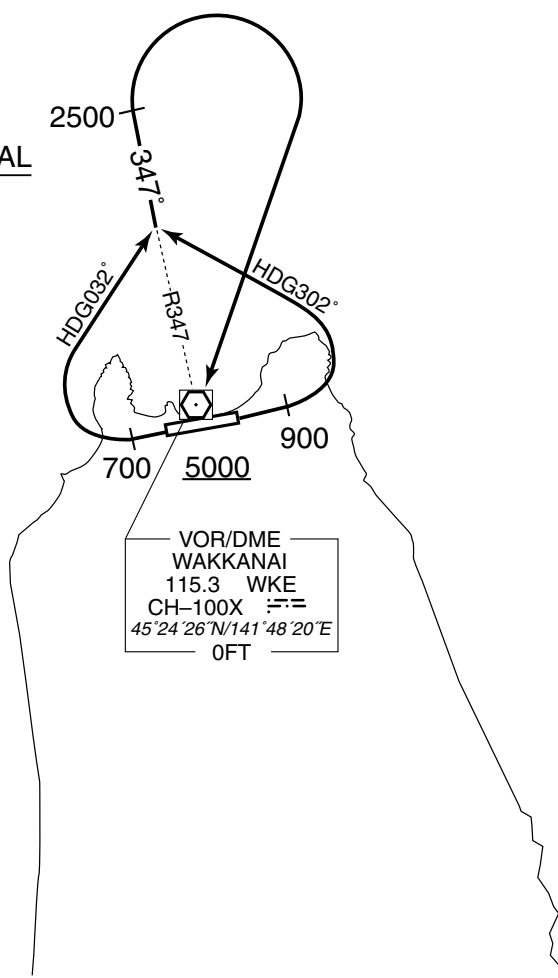 2500
AL
347°
HDG032°
HDG302°
R347
700
5000
900
VOR/DME
WAKKANAI
115.3 WKE
CH–100X
45°24´26˝N/141°48´20˝E
0FT